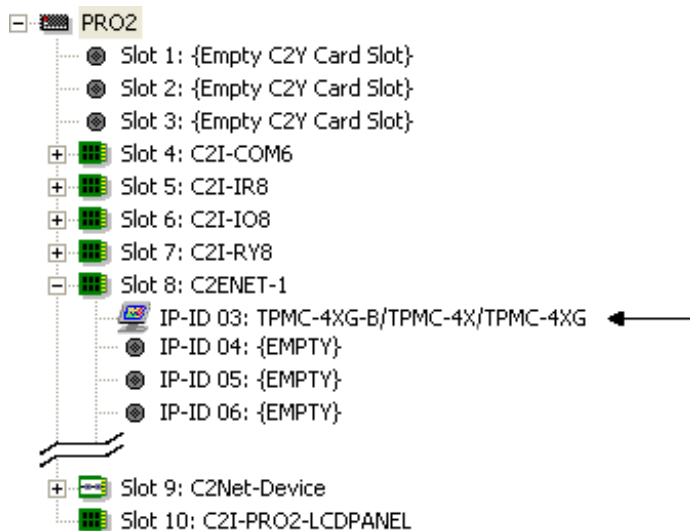 PRO2
Slot 1: {Empty C2Y Card Slot}
Slot 2: {Empty C2Y Card Slot}
Slot 3: {Empty C2Y Card Slot}
Slot 4: C2I-COM6
Slot 5: C2I-IR8
Slot 6: C2I-IO8
Slot 7: C2I-RY8
Slot 8: C2ENET-1
IP-ID 03: TPMC-4XG-B/TPMC-4X/TPMC-4XG
IP-ID 04: {EMPTY}
IP-ID 05: {EMPTY}
IP-ID 06: {EMPTY}
Slot 9: C2Net-Device
Slot 10: C2I-PRO2-LCDPANEL